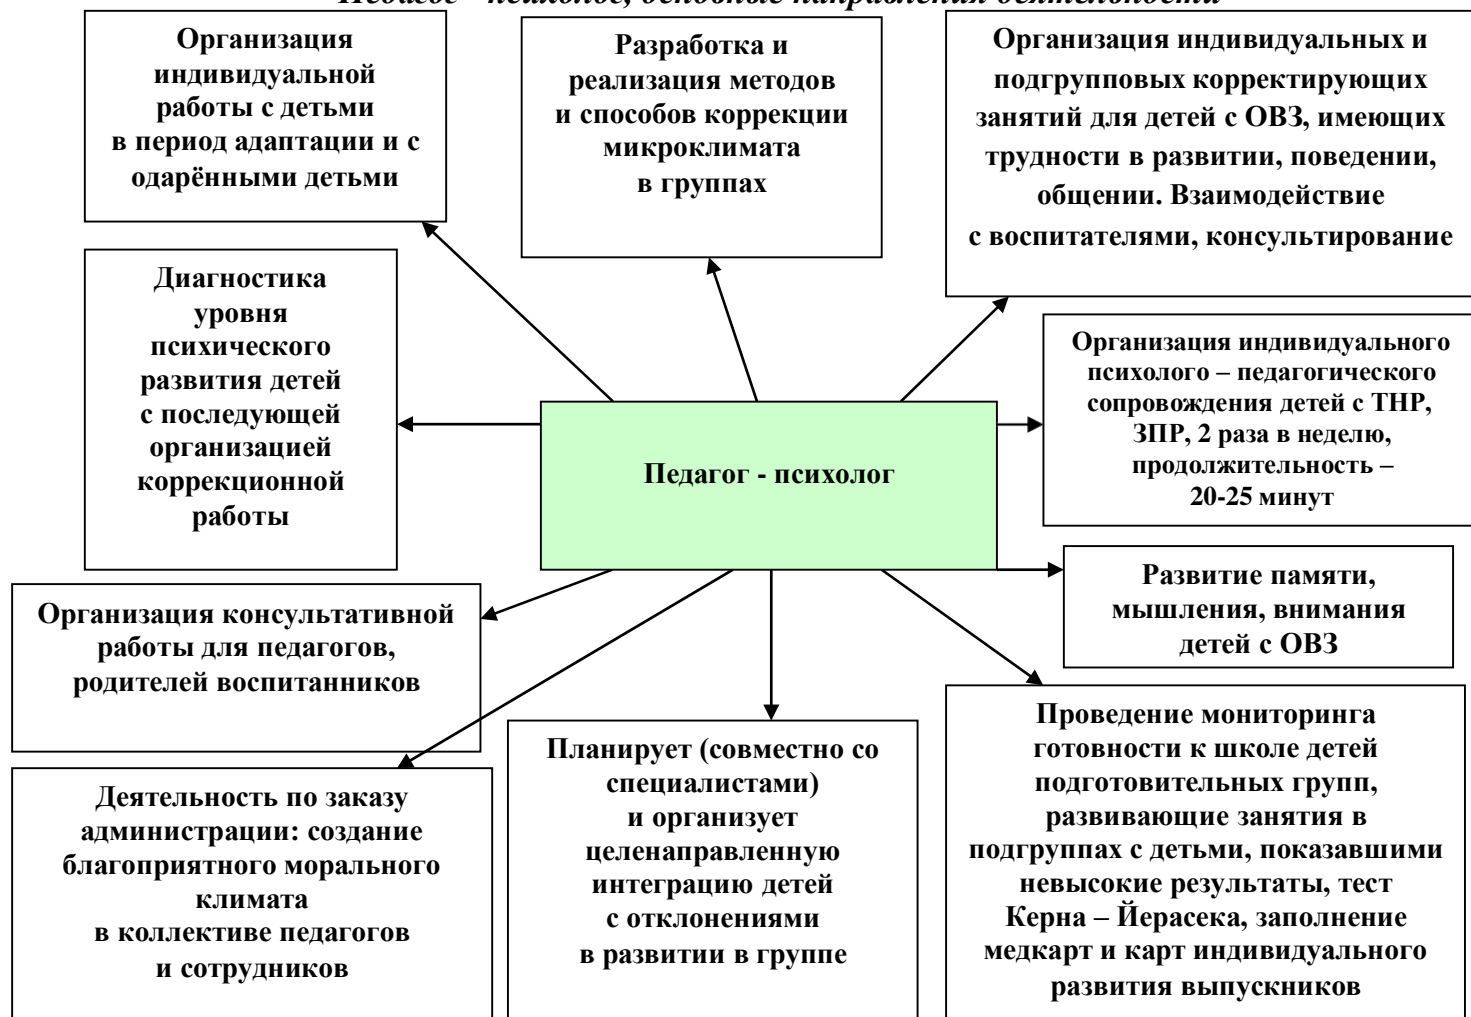 Организация
индивидуальной
работы с детьми
в период адаптации и с
одарёнными детьми
Разработка и
реализация методов
и способов коррекции
микроклимата
в группах
Организация индивидуальных и
подгрупповых корректирующих
занятий для детей с ОВЗ, имеющих
трудности в развитии, поведении,
общении. Взаимодействие
с воспитателями, консультирование
Диагностика
уровня
психического
развития детей
с последующей
организацией
коррекционной
работы
Педагог - психолог
Организация индивидуального
психолого – педагогического
сопровождения детей с ТНР,
ЗПР, 2 раза в неделю,
продолжительность –
20-25 минут
Развитие памяти,
мышления, внимания
детей с ОВЗ
Организация консультативной
работы для педагогов,
родителей воспитанников
Деятельность по заказу
администрации: создание
благоприятного морального
климата
в коллективе педагогов
и сотрудников
Планирует (совместно со
специалистами)
и организует
целенаправленную
интеграцию детей
с отклонениями
в развитии в группе
Проведение мониторинга
готовности к школе детей
подготовительных групп,
развивающие занятия в
подгруппах с детьми, показавшими
невысокие результаты, тест
Керна – Йерасека, заполнение
медкарт и карт индивидуального
развития выпускников